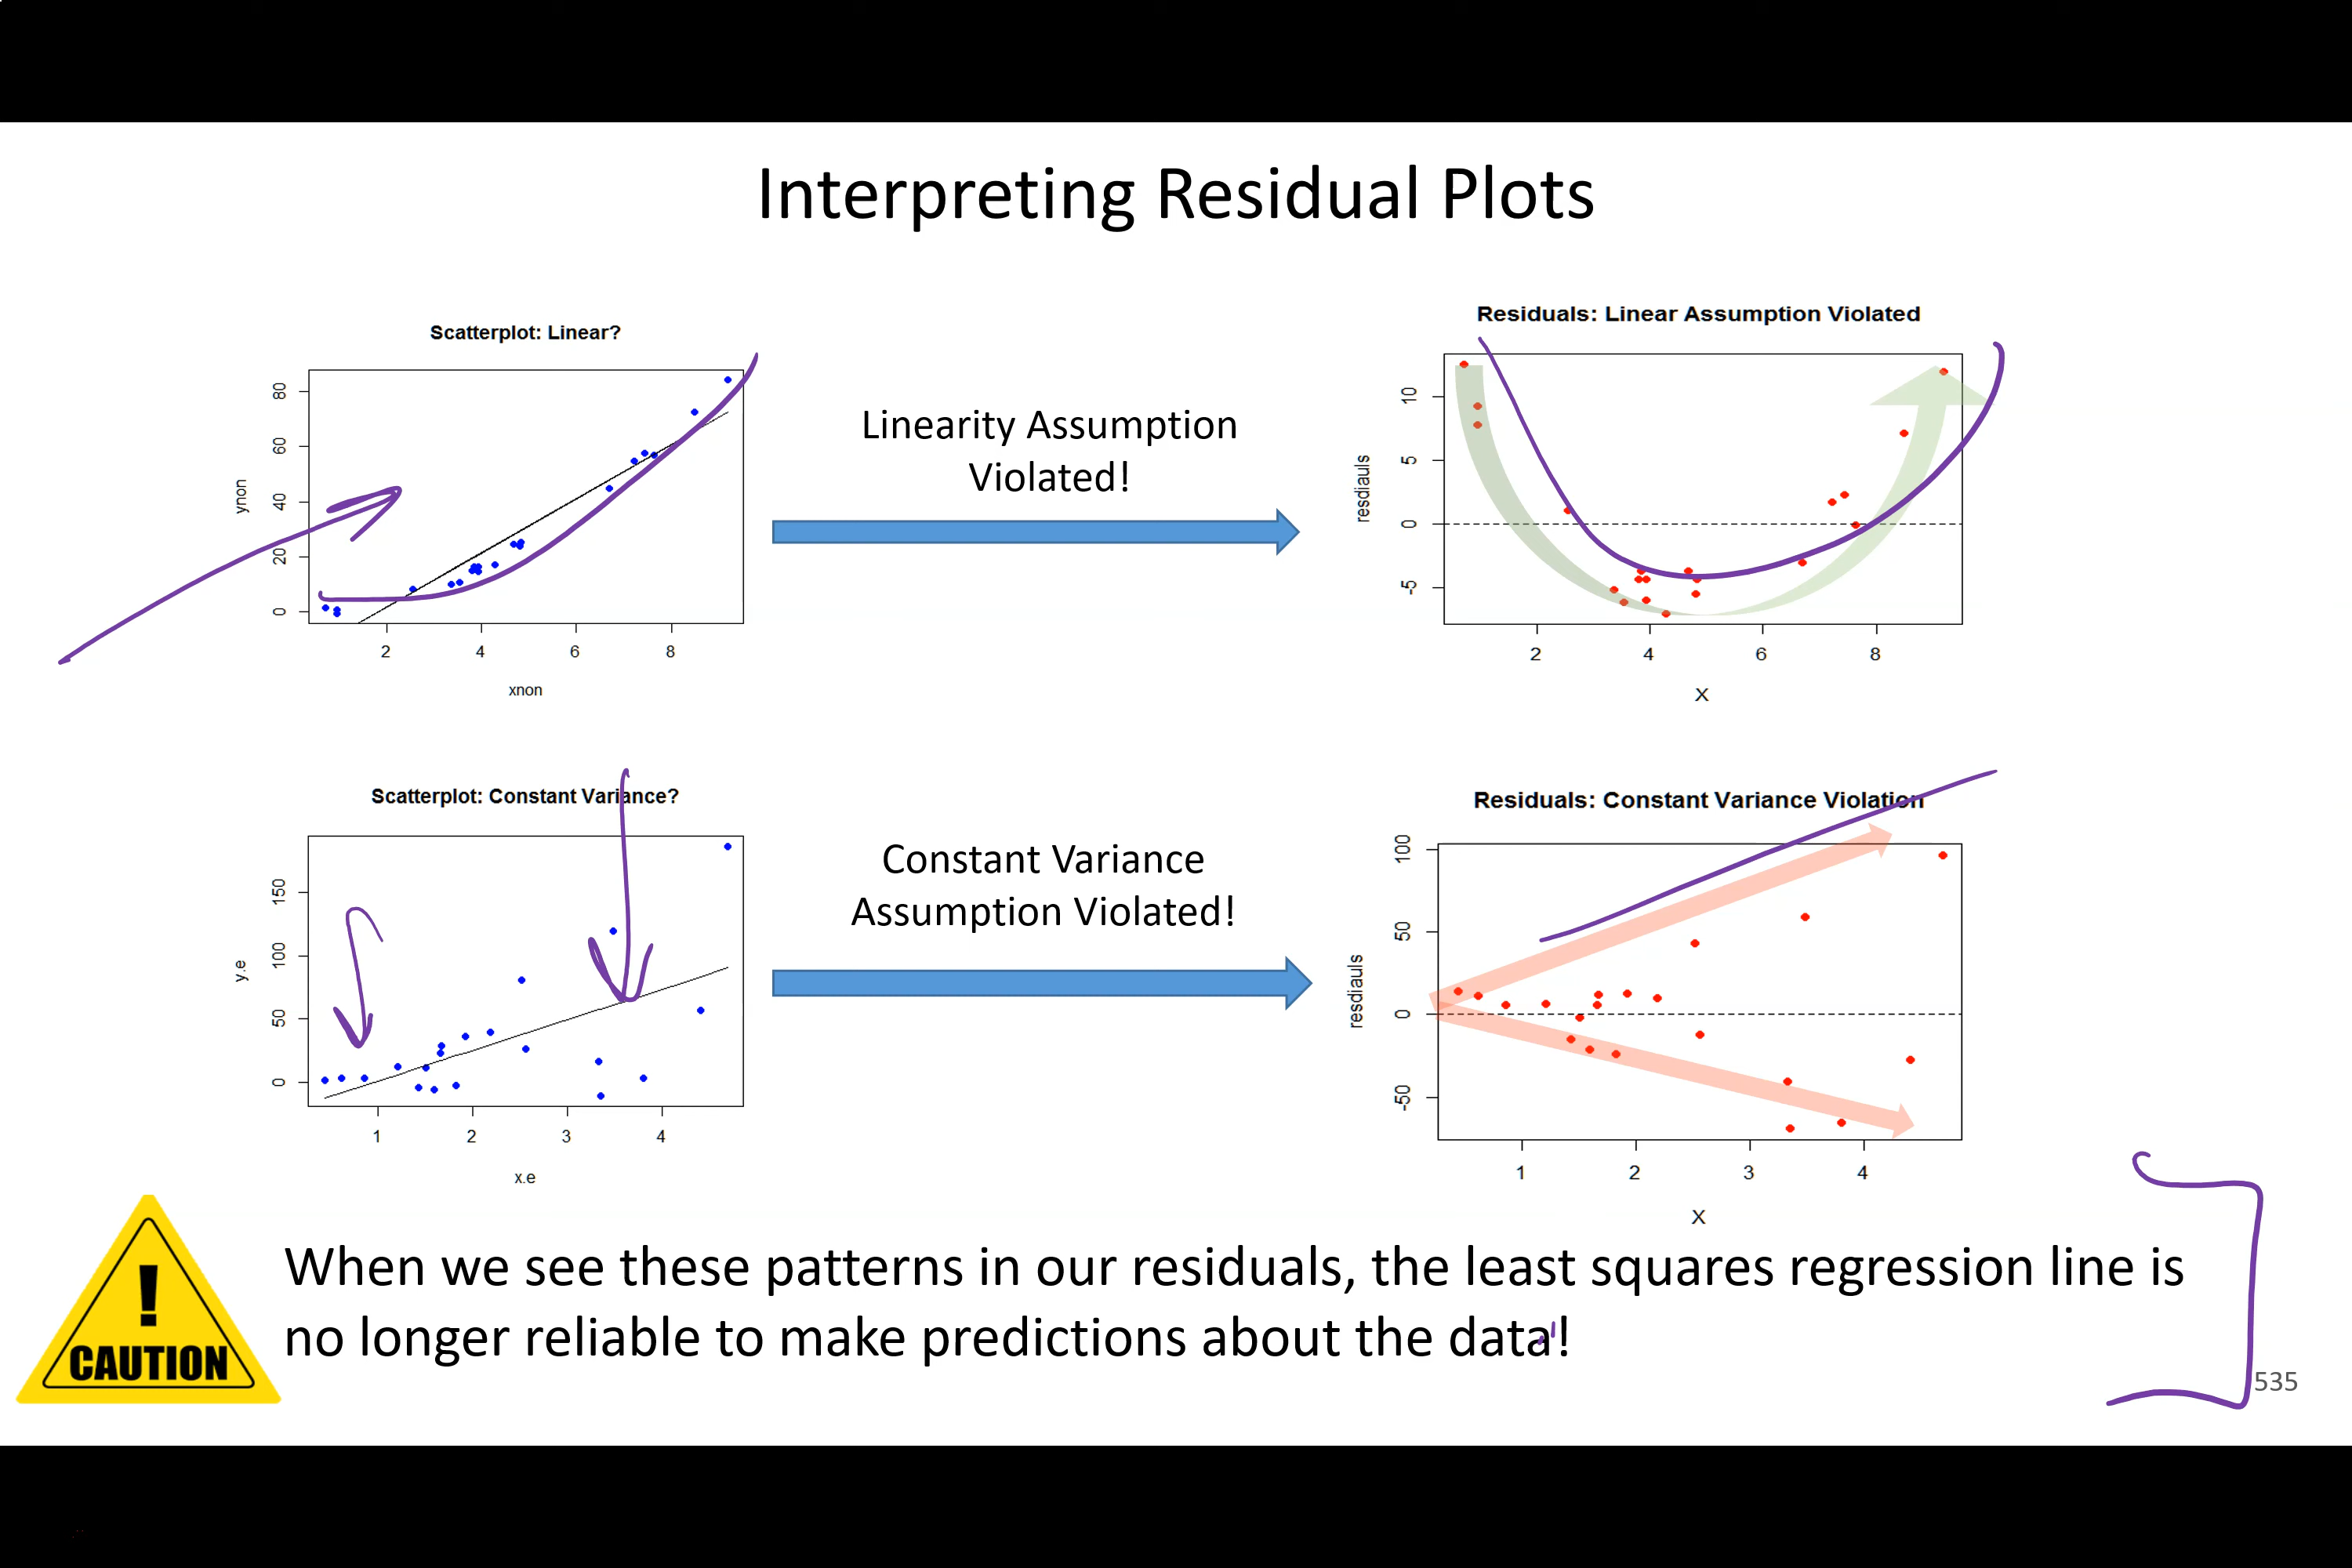 Interpreting Residual Plots
Scatterplot: Linear?
ynon
80
60
40
20
0
2 4 6 8
xnon
Linearity Assumption
Violated!
Residuals: Linear Assumption Violated
resdiauls
10
5
0
-5
2 4 6 8
X
Scatterplot: Constant Variance?
y.e
150
100
50
0
1 2 3 4
x.e
Constant Variance
Assumption Violated!
Residuals: Constant Variance Violation
resdiauls
100
50
0
-50
1 2 3 4
X
!
CAUTION
When we see these patterns in our residuals, the least squares regression line is
no longer reliable to make predictions about the data!
535